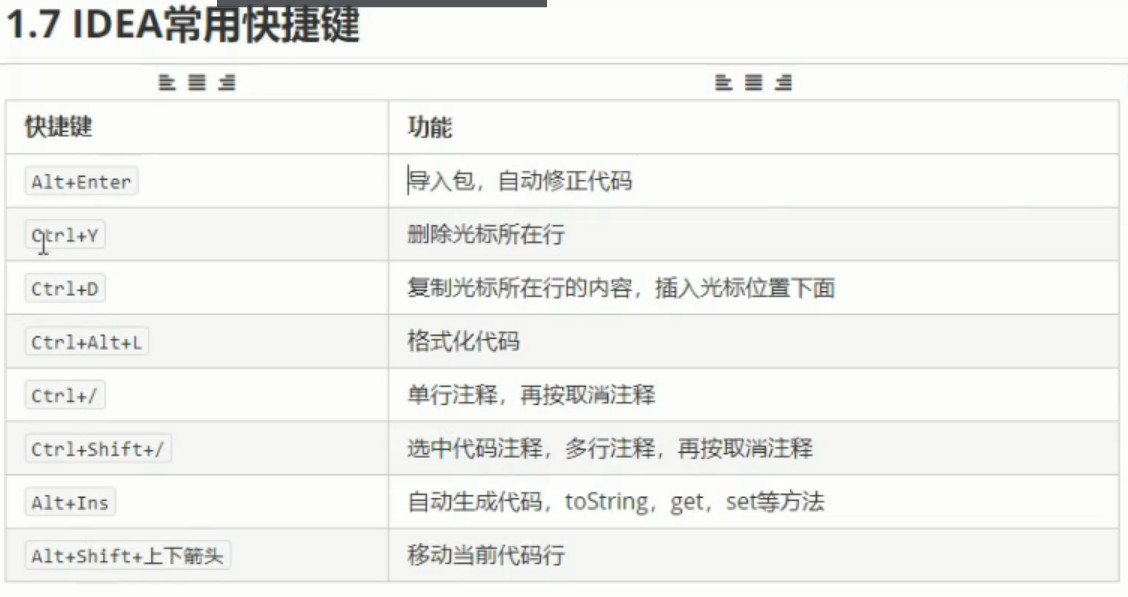 1.7 IDEA常用快捷键
快捷键 功能
Alt+Enter 导入包，自动修正代码
Ctrl+Y 删除光标所在行
Ctrl+D 复制光标所在行的内容，插入光标位置下面
Ctrl+Alt+L 格式化代码
Ctrl+/ 单行注释，再按取消注释
Ctrl+Shift+/ 选中代码注释，多行注释，再按取消注释
Alt+Ins 自动生成代码，toString，get，set等方法
Alt+Shift+上下箭头 移动当前代码行